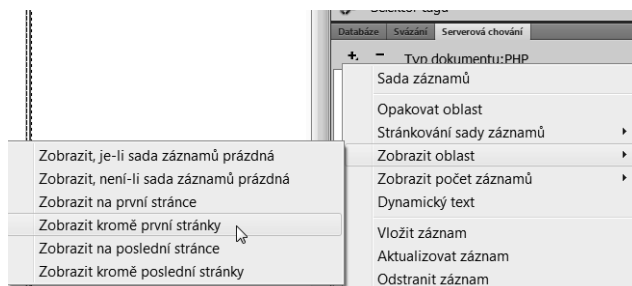 Selektor tagů
Databáze Svázání Serverová chování
Typ dokumentu:PHP
Sada záznamů
Opakovat oblast
Stránkování sady záznamů
Zobrazit oblast
Zobrazit počet záznamů
Dynamický text
Vložit záznam
Aktualizovat záznam
Odstranit záznam
Zobrazit, je-li sada záznamů prázdná
Zobrazit, není-li sada záznamů prázdná
Zobrazit na první stránce
Zobrazit kromě první stránky
Zobrazit na poslední stránce
Zobrazit kromě poslední stránky